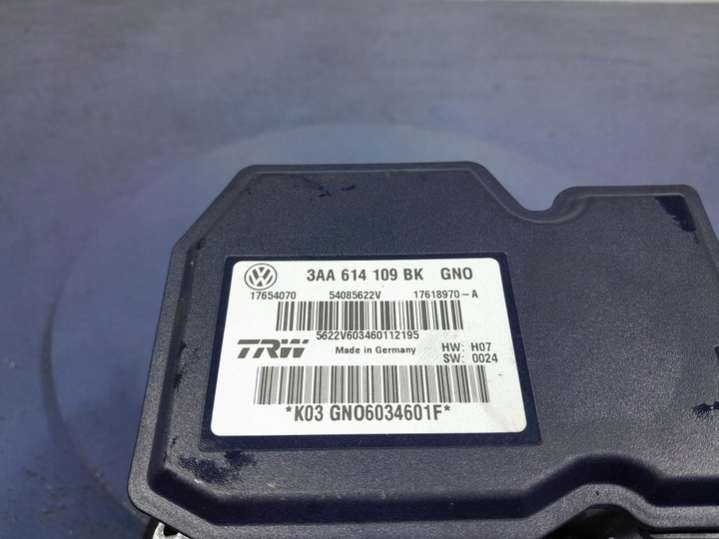 3AA 614 109 BK GNO
17654070 54085622V 17618970-A
5622V603460112195
TRW Made in Germany HW: H07
SW: 0024
*K03 GNO6034601F*